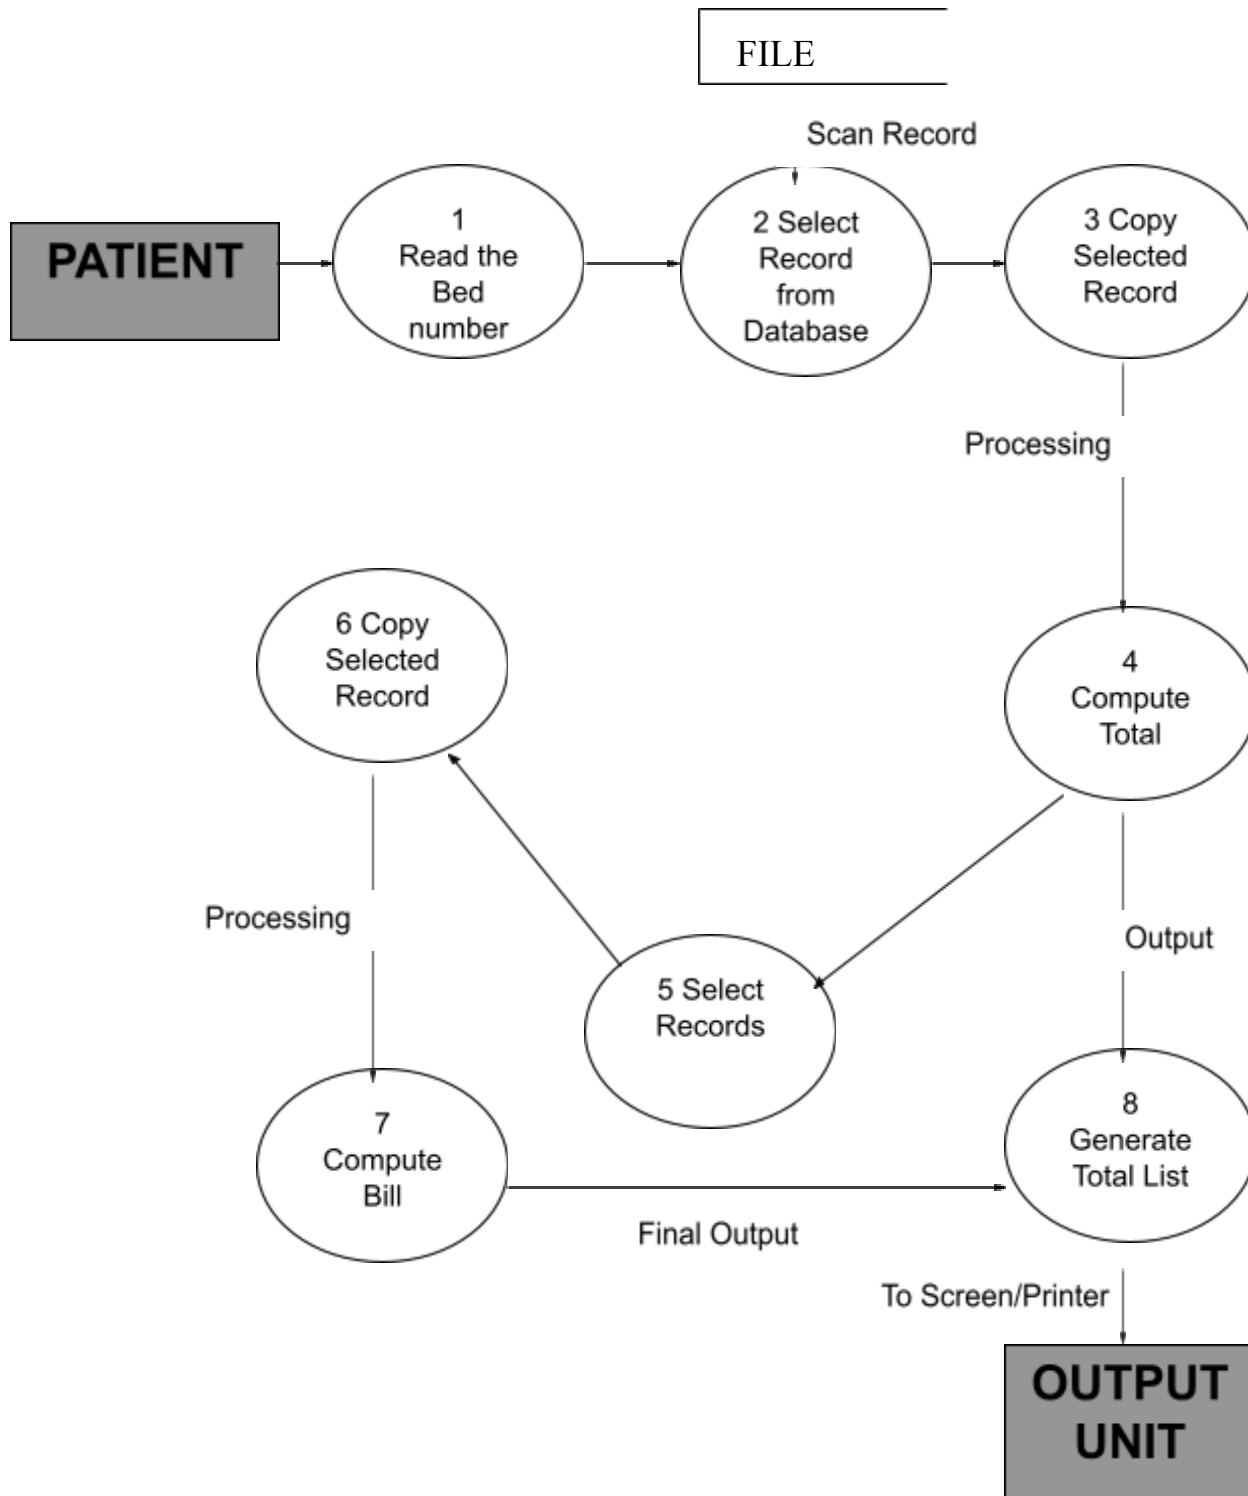 FILE
Scan Record
PATIENT
1
Read the
Bed
number
2 Select
Record
from
Database
3 Copy
Selected
Record
Processing
4
Compute
Total
6 Copy
Selected
Record
5 Select
Records
Processing
Output
7
Compute
Bill
8
Generate
Total List
Final Output
To Screen/Printer
OUTPUT
UNIT